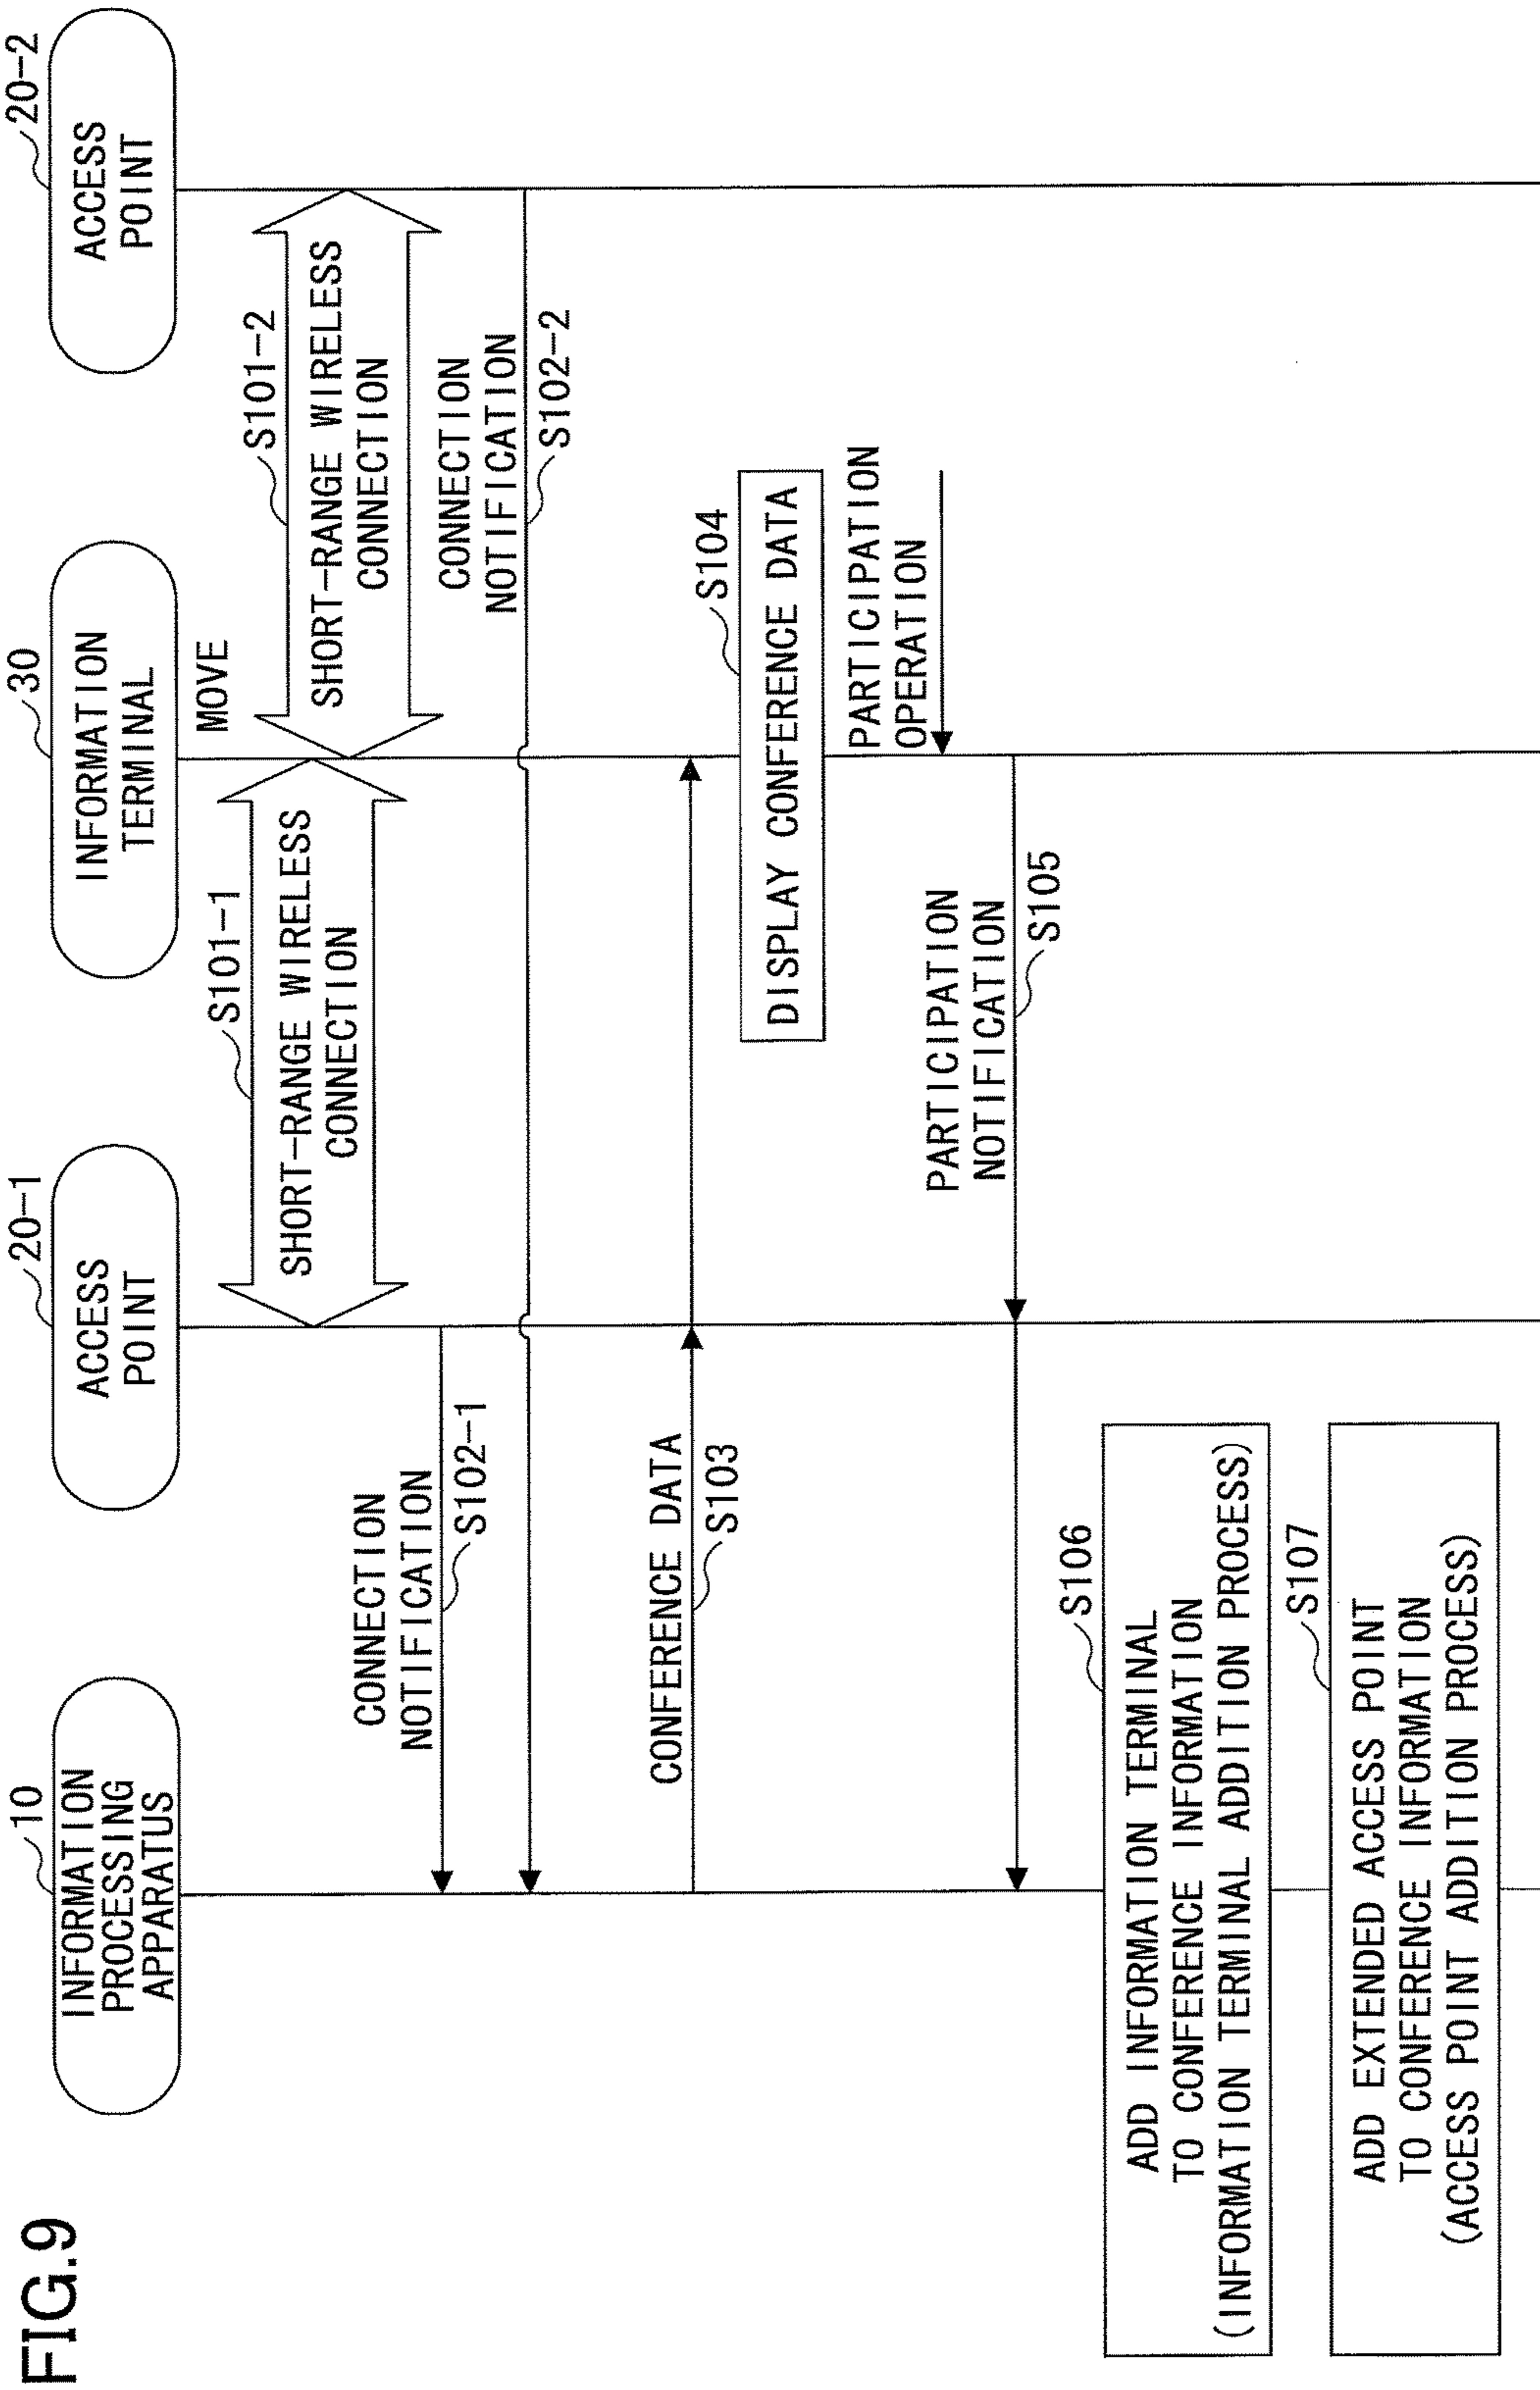 FIG.9
10
INFORMATION
PROCESSING
APPARATUS
20-1
ACCESS
POINT
30
INFORMATION
TERMINAL
20-2
ACCESS
POINT
MOVE
S101-1
SHORT-RANGE WIRELESS
CONNECTION
S101-2
SHORT-RANGE WIRELESS
CONNECTION
CONNECTION
NOTIFICATION
S102-1
CONNECTION
NOTIFICATION
S102-2
CONFERENCE DATA
S103
S104
DISPLAY CONFERENCE DATA
PARTICIPATION
OPERATION
PARTICIPATION
NOTIFICATION
S105
S106
ADD INFORMATION TERMINAL
TO CONFERENCE INFORMATION
(INFORMATION TERMINAL ADDITION PROCESS)
S107
ADD EXTENDED ACCESS POINT
TO CONFERENCE INFORMATION
(ACCESS POINT ADDITION PROCESS)